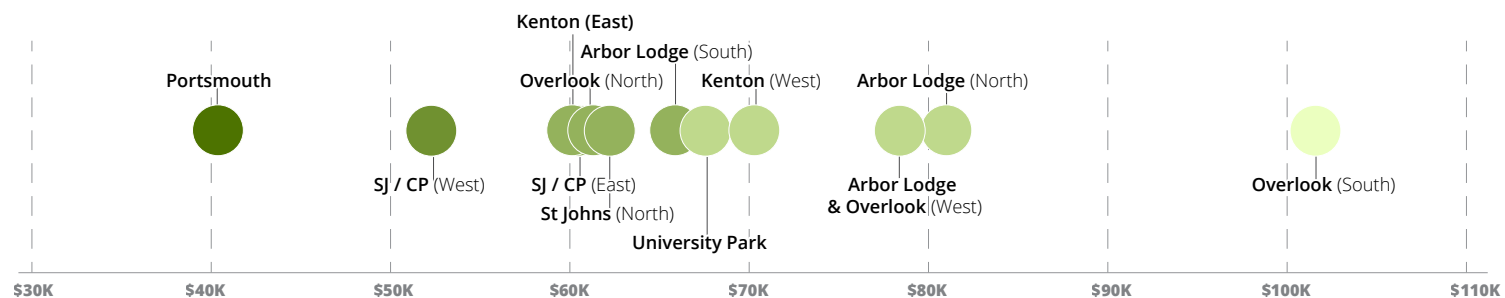 Kenton (East)
Arbor Lodge (South)
Portsmouth
Overlook (North)
Kenton (West)
Arbor Lodge (North)
SJ / CP (West)
SJ / CP (East)
Arbor Lodge
& Overlook (West)
Overlook (South)
St Johns (North)
University Park
$30K
$40K
$50K
$60K
$70K
$80K
$90K
$100K
$110K